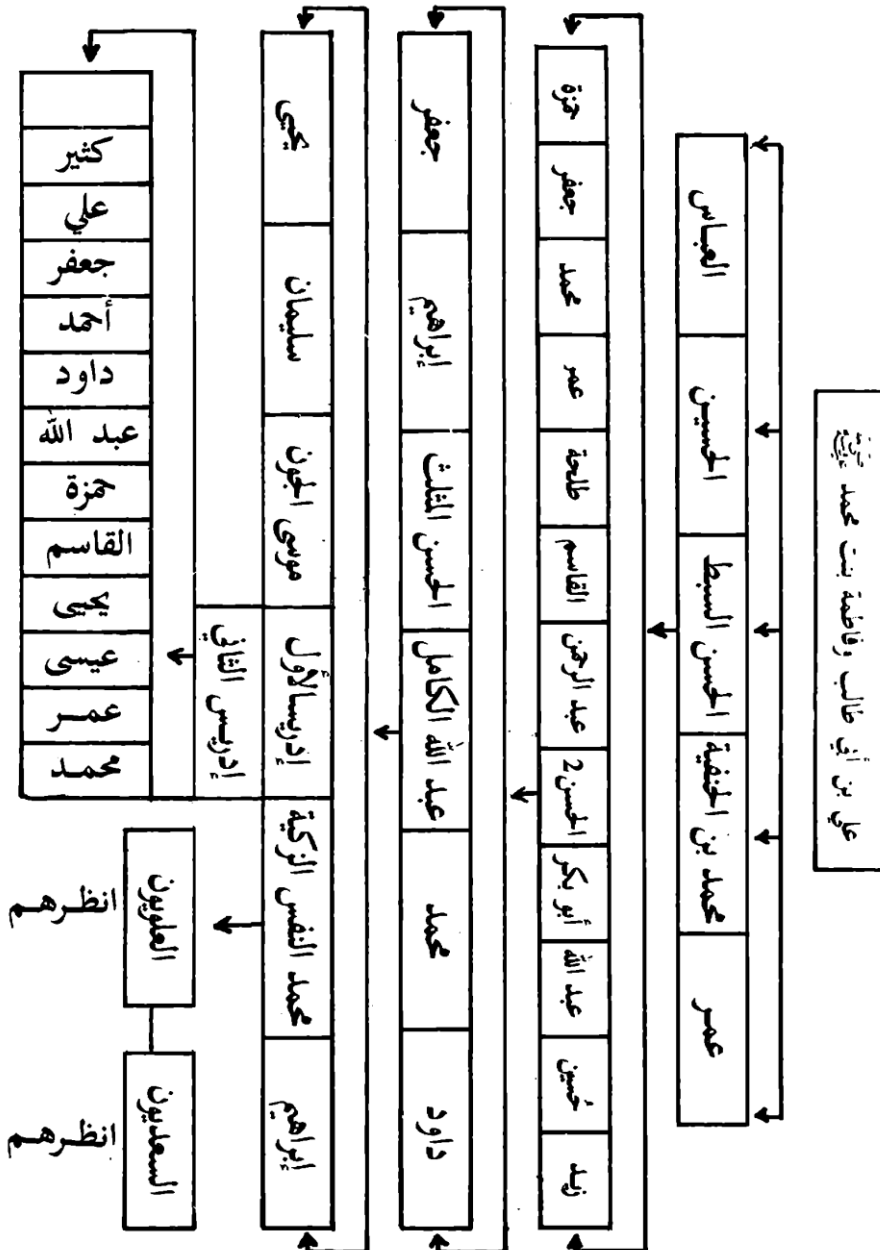 علي بن أبي طالب وفاطمة بنت محمد ﷺ
العباس
الحسين
الحسن السبط
محمد بن الحنفية
عمر
حمزة
جعفر
محمد
عمر
طلحة
القاسم
عبد الرحمن
الحسن 2
أبو بكر
عبد الله
حُسين
زيد
جعفر
إبراهيم
الحسن المثلث
عبد الله الكامل
محمد
داود
يحيى
سليمان
موسى الجون
إدريسالأول
محمد النفس الزكية
إبراهيم
إدريس الثاني
كثير
علي
جعفر
أحمد
داود
عبد الله
حمزة
القاسم
يحيى
عيسى
عمر
محمد
العلويون
انظرهم
السعديون
انظرهم